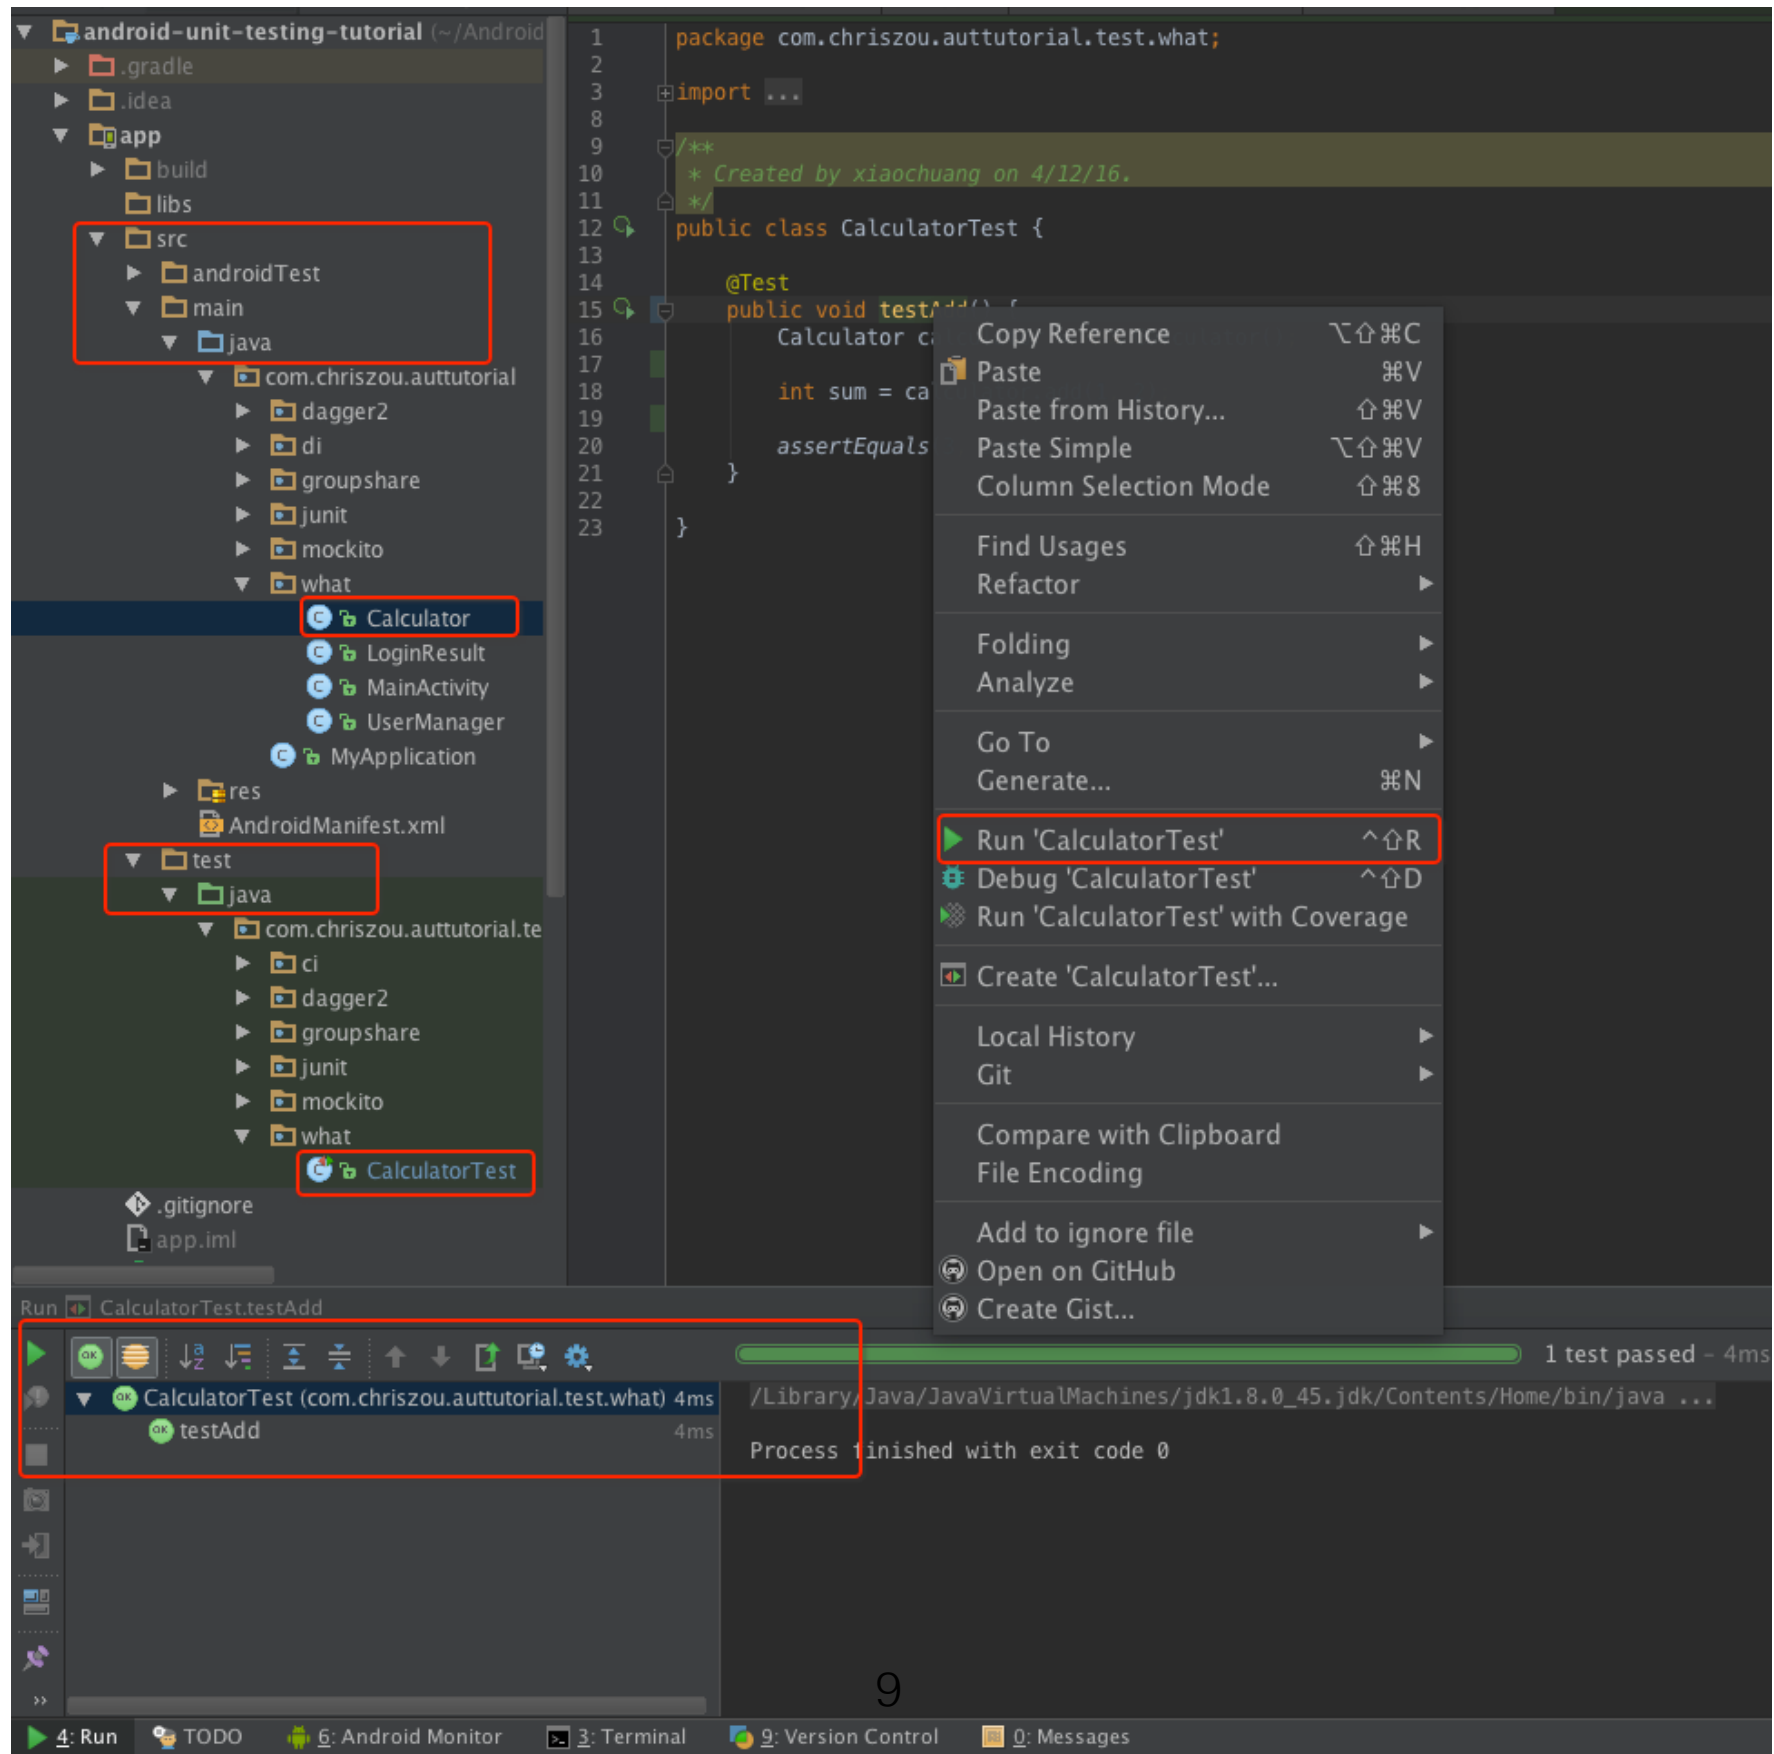 android-unit-testing-tutorial (~/Android
.gradle
.idea
app
build
libs
src
androidTest
main
java
com.chriszou.auttutorial
dagger2
di
groupshare
junit
mockito
what
Calculator
LoginResult
MainActivity
UserManager
MyApplication
res
AndroidManifest.xml
test
java
com.chriszou.auttutorial.te
ci
dagger2
groupshare
junit
mockito
what
CalculatorTest
.gitignore
app.iml
1 package com.chriszou.auttutorial.test.what;
2
3 import ...
8
9 /**
10 * Created by xiaochuang on 4/12/16.
11 */
12 public class CalculatorTest {
13
14 @Test
15 public void testAdd() {
16 Calculator
17
18 int sum =
19
20 assertEquals
21 }
22
23 }
Copy Reference ⌥⇧⌘C
Paste ⌘V
Paste from History... ⇧⌘V
Paste Simple ⌥⇧⌘V
Column Selection Mode ⇧⌘8
Find Usages ⇧⌘H
Refactor
Folding
Analyze
Go To
Generate... ⌘N
Run 'CalculatorTest' ^⇧R
Debug 'CalculatorTest' ^⇧D
Run 'CalculatorTest' with Coverage
Create 'CalculatorTest'...
Local History
Git
Compare with Clipboard
File Encoding
Add to ignore file
Open on GitHub
Create Gist...
Run CalculatorTest.testAdd
1 test passed – 4ms
CalculatorTest (com.chriszou.auttutorial.test.what) 4ms
testAdd 4ms
/Library/Java/JavaVirtualMachines/jdk1.8.0_45.jdk/Contents/Home/bin/java ...
Process finished with exit code 0
9
4: Run TODO 6: Android Monitor 3: Terminal 9: Version Control 0: Messages